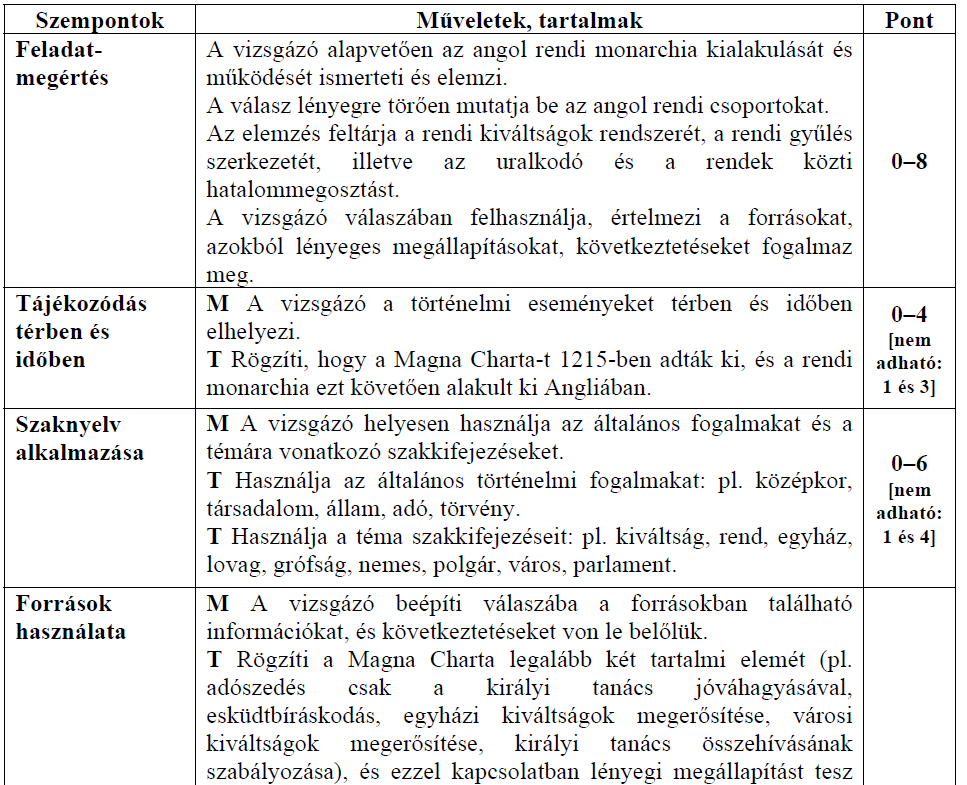 Szempontok Műveletek, tartalmak Pont
Feladat-
megértés
A vizsgázó alapvetően az angol rendi monarchia kialakulását és
működését ismerteti és elemzi.
A válasz lényegre törően mutatja be az angol rendi csoportokat.
Az elemzés feltárja a rendi kiváltságok rendszerét, a rendi gyűlés
szerkezetét, illetve az uralkodó és a rendek közti
hatalommegosztást.
A vizsgázó válaszában felhasználja, értelmezi a forrásokat,
azokból lényeges megállapításokat, következtetéseket fogalmaz
meg.
0–8
Tájékozódás
térben és
időben
M A vizsgázó a történelmi eseményeket térben és időben
elhelyezi.
T Rögzíti, hogy a Magna Charta-t 1215-ben adták ki, és a rendi
monarchia ezt követően alakult ki Angliában.
0–4
[nem
adható:
1 és 3]
Szaknyelv
alkalmazása
M A vizsgázó helyesen használja az általános fogalmakat és a
témára vonatkozó szakkifejezéseket.
T Használja az általános történelmi fogalmakat: pl. középkor,
társadalom, állam, adó, törvény.
T Használja a téma szakkifejezéseit: pl. kiváltság, rend, egyház,
lovag, grófság, nemes, polgár, város, parlament.
0–6
[nem
adható:
1 és 4]
Források
használata
M A vizsgázó beépíti válaszába a forrásokban található
információkat, és következtetéseket von le belőlük.
T Rögzíti a Magna Charta legalább két tartalmi elemét (pl.
adószedés csak a királyi tanács jóváhagyásával,
esküdtbíráskodás, egyházi kiváltságok megerősítése, városi
kiváltságok megerősítése, királyi tanács összehívásának
szabályozása), és ezzel kapcsolatban lényegi megállapítást tesz